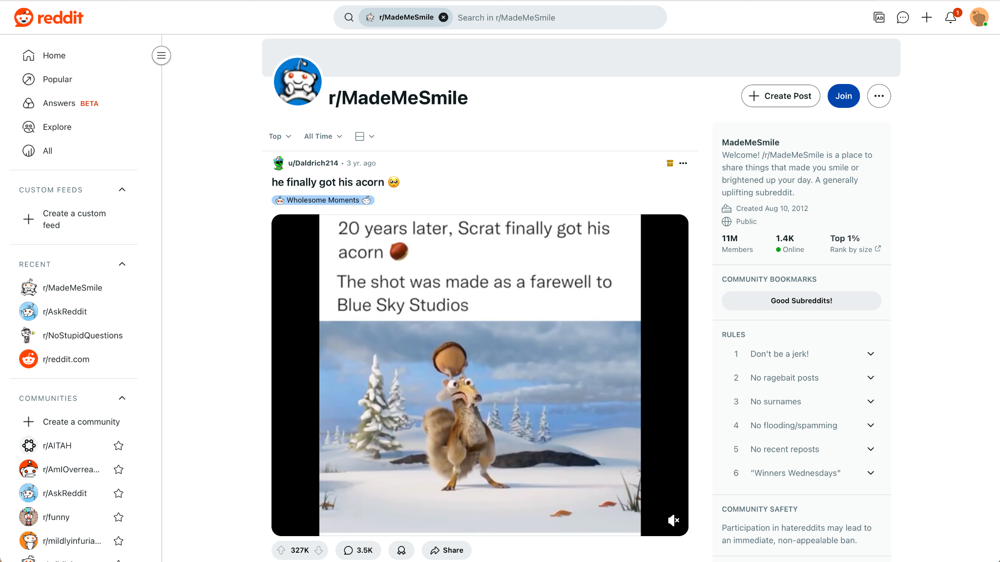 reddit
r/MadeMeSmile
Search in r/MadeMeSmile
AD
1
Home
Popular
Answers BETA
Explore
All
CUSTOM FEEDS
Create a custom
feed
RECENT
r/MadeMeSmile
r/AskReddit
r/NoStupidQuestions
r/reddit.com
COMMUNITIES
Create a community
r/AITAH
r/AmIOverrea...
r/AskReddit
r/funny
r/mildlyinfuria...
r/MadeMeSmile
Create Post
Join
Top
All Time
u/Daldrich214 • 3 yr. ago
he finally got his acorn 🥺
Wholesome Moments
20 years later, Scrat finally got his
acorn 🌰
The shot was made as a farewell to
Blue Sky Studios
327K
3.5K
Share
MadeMeSmile
Welcome! /r/MadeMeSmile is a place to
share things that made you smile or
brightened up your day. A generally
uplifting subreddit.
Created Aug 10, 2012
Public
11M 1.4K Top 1%
Members Online Rank by size
COMMUNITY BOOKMARKS
Good Subreddits!
RULES
1 Don't be a jerk!
2 No ragebait posts
3 No surnames
4 No flooding/spamming
5 No recent reposts
6 "Winners Wednesdays"
COMMUNITY SAFETY
Participation in hatereddits may lead to
an immediate, non-appealable ban.